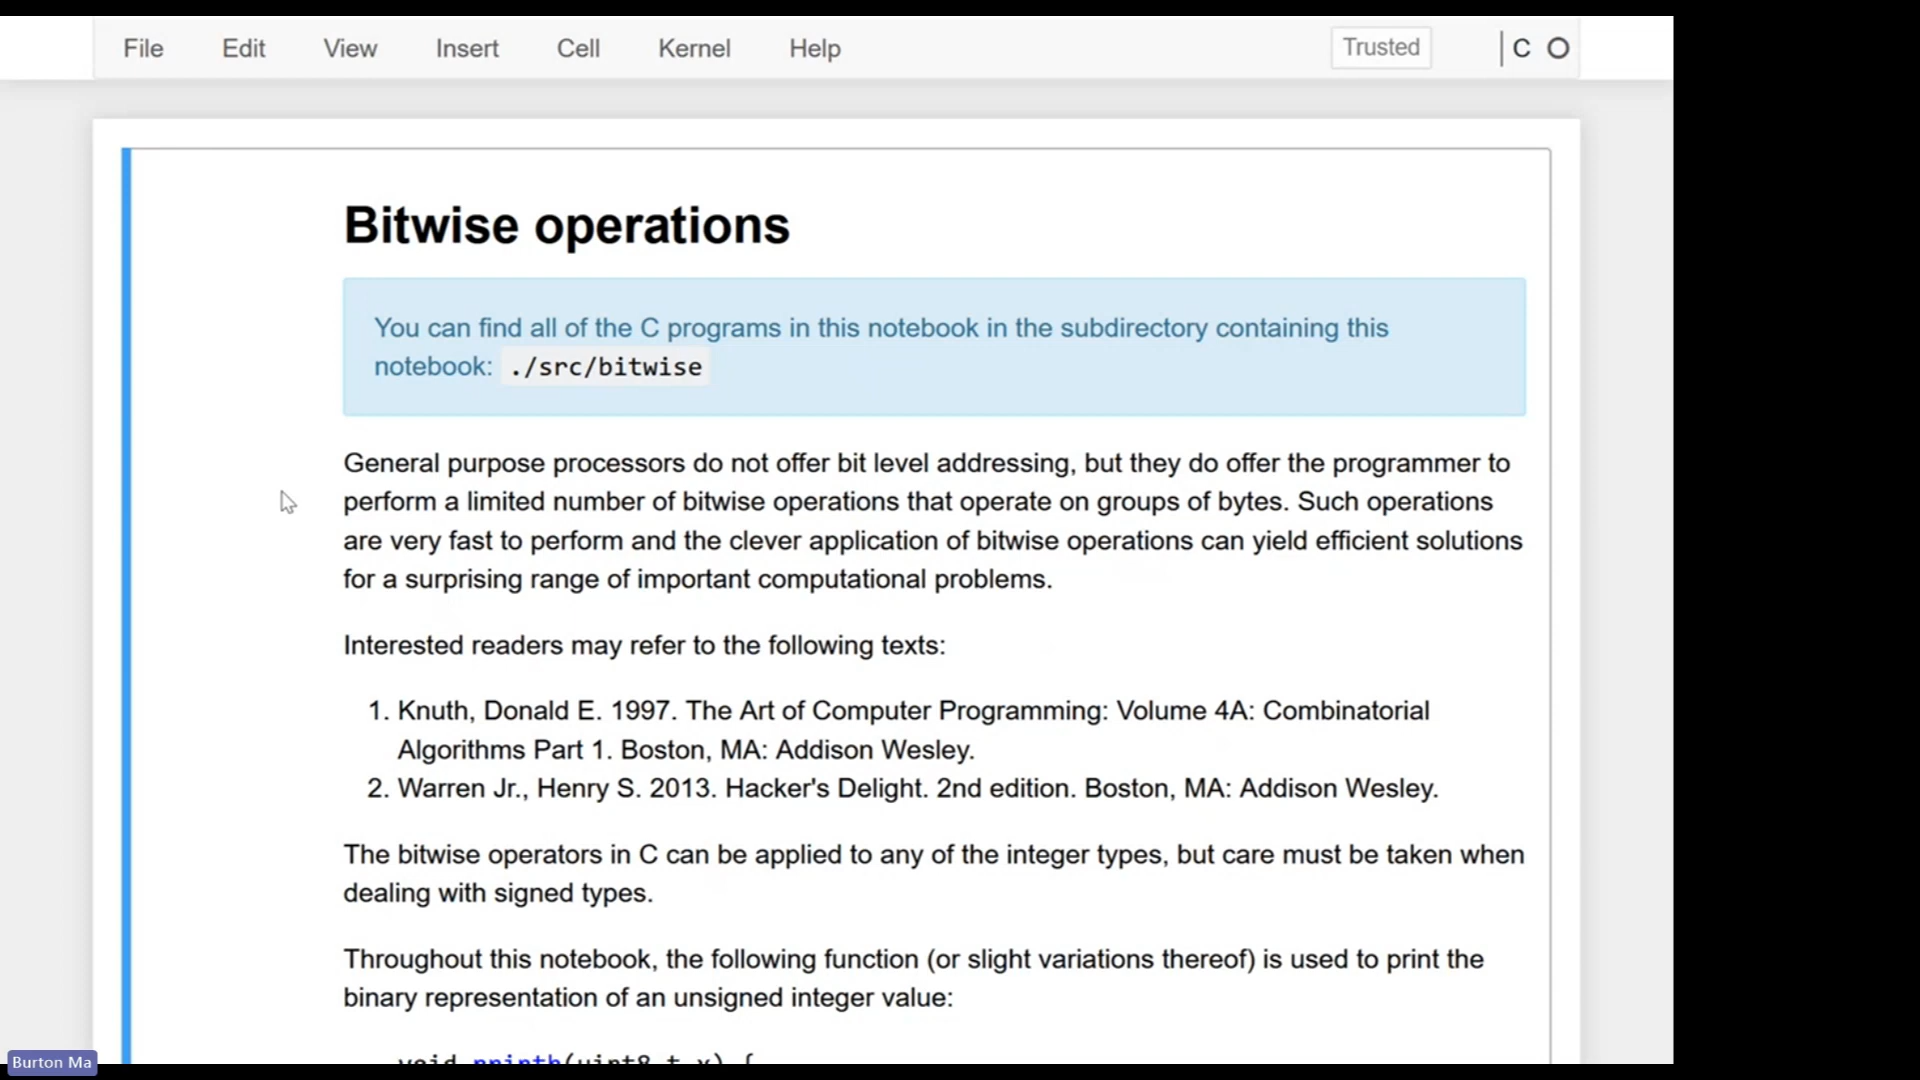 File Edit View Insert Cell Kernel Help Trusted C
Bitwise operations
You can find all of the C programs in this notebook in the subdirectory containing this
notebook: ./src/bitwise
General purpose processors do not offer bit level addressing, but they do offer the programmer to
perform a limited number of bitwise operations that operate on groups of bytes. Such operations
are very fast to perform and the clever application of bitwise operations can yield efficient solutions
for a surprising range of important computational problems.
Interested readers may refer to the following texts:
1. Knuth, Donald E. 1997. The Art of Computer Programming: Volume 4A: Combinatorial
Algorithms Part 1. Boston, MA: Addison Wesley.
2. Warren Jr., Henry S. 2013. Hacker's Delight. 2nd edition. Boston, MA: Addison Wesley.
The bitwise operators in C can be applied to any of the integer types, but care must be taken when
dealing with signed types.
Throughout this notebook, the following function (or slight variations thereof) is used to print the
binary representation of an unsigned integer value:
void printb(uint8_t x) {
Burton Ma